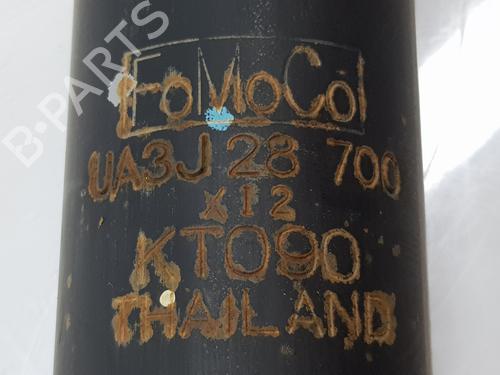 B-PARTS
FoMoCo
UA3J 28 700
X12
KT090
THAILAND